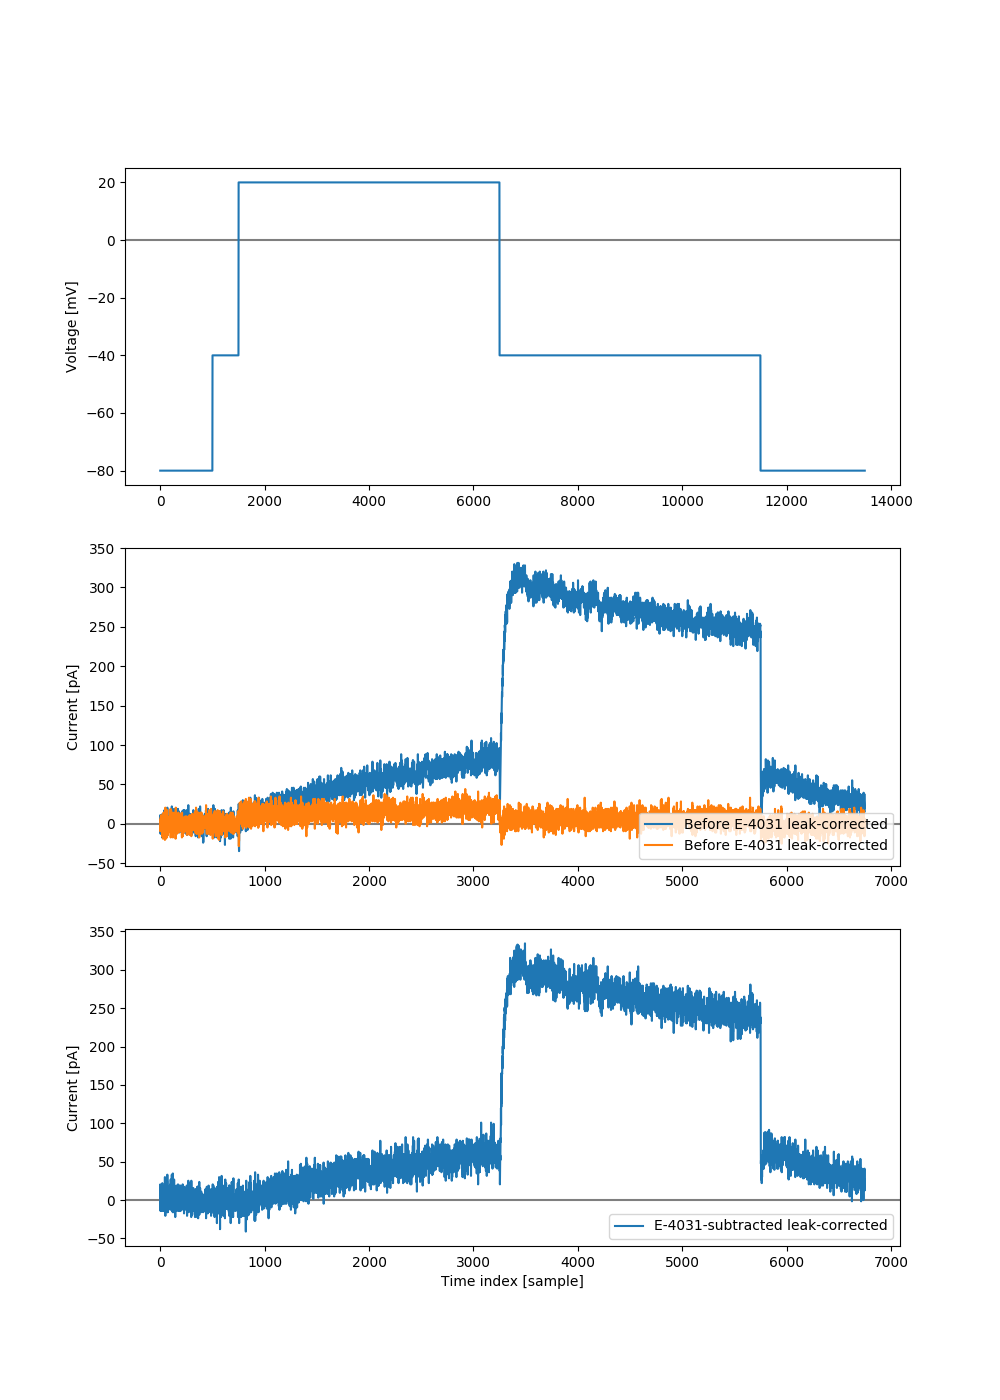 20
0
−20
−40
−60
−80
Voltage [mV]
0 2000 4000 6000 8000 10000 12000 14000
350
300
250
200
150
100
50
0
−50
Current [pA]
Before E-4031 leak-corrected
Before E-4031 leak-corrected
0 1000 2000 3000 4000 5000 6000 7000
350
300
250
200
150
100
50
0
−50
Current [pA]
E-4031-subtracted leak-corrected
0 1000 2000 3000 4000 5000 6000 7000
Time index [sample]